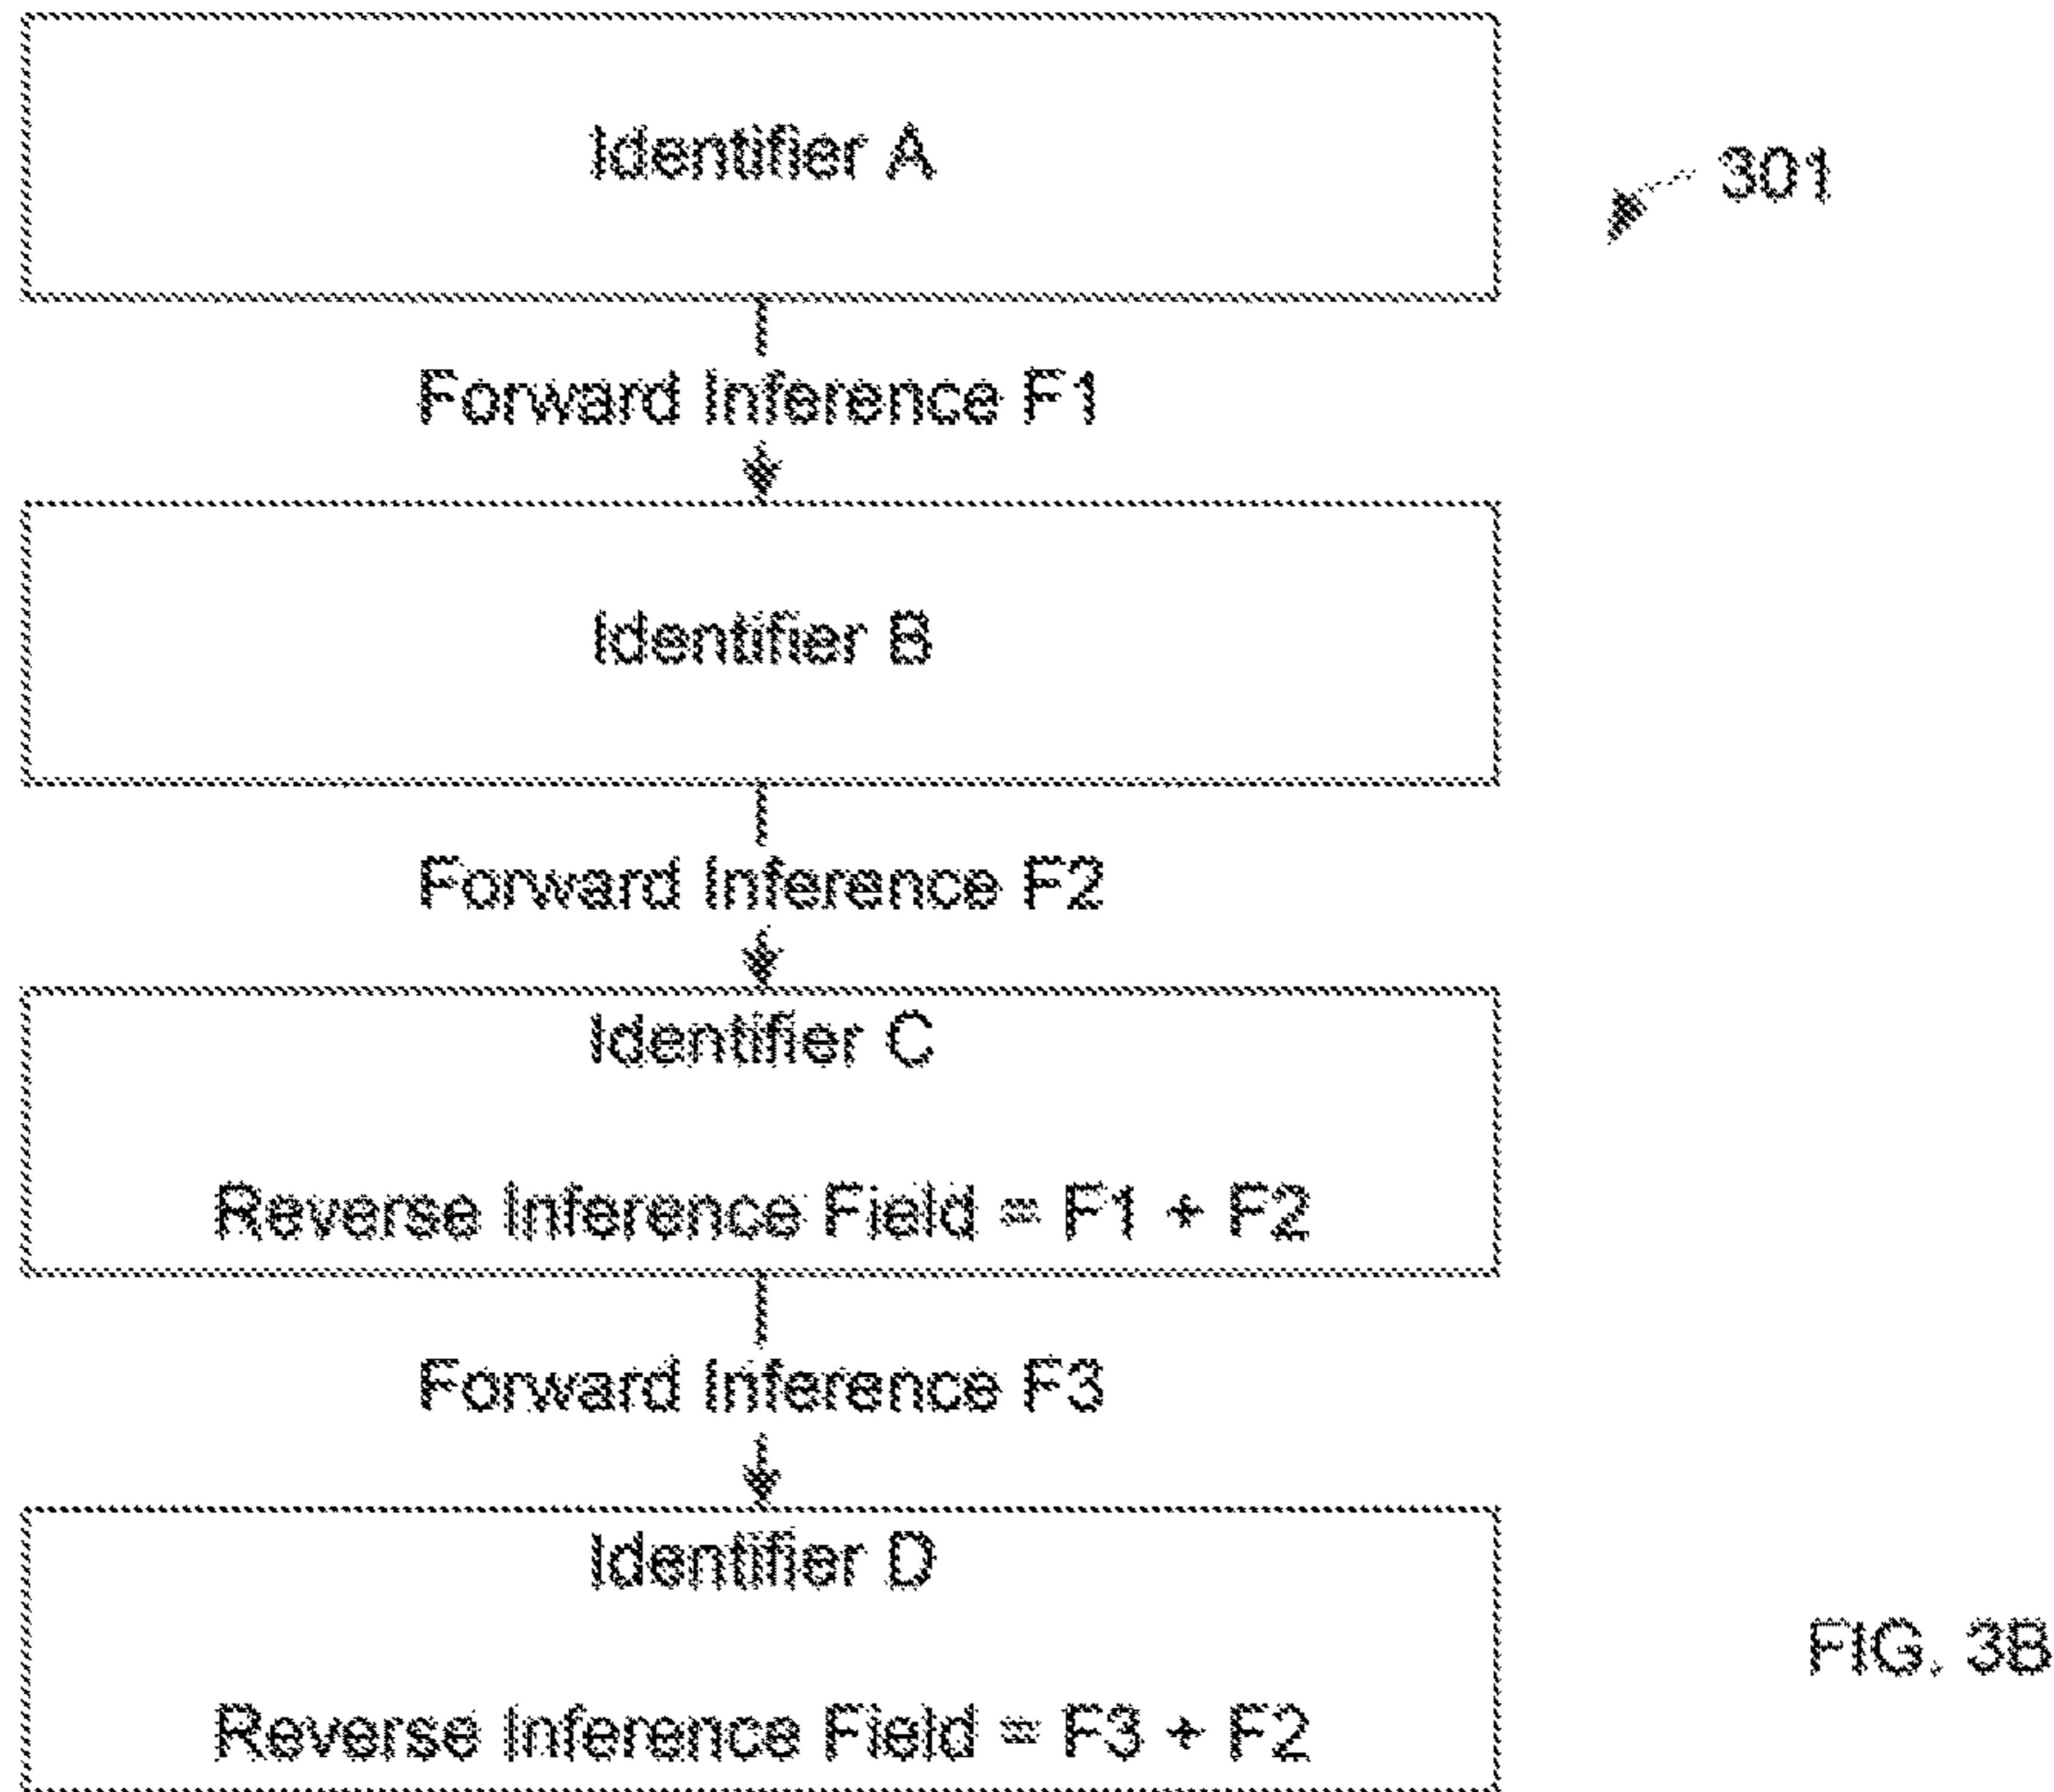 Identifier A
301
Forward Inference F1
Identifier B
Forward Inference F2
Identifier C
Reverse Inference Field = F1 + F2
Forward Inference F3
Identifier D
Reverse Inference Field = F3 + F2
FIG. 3B